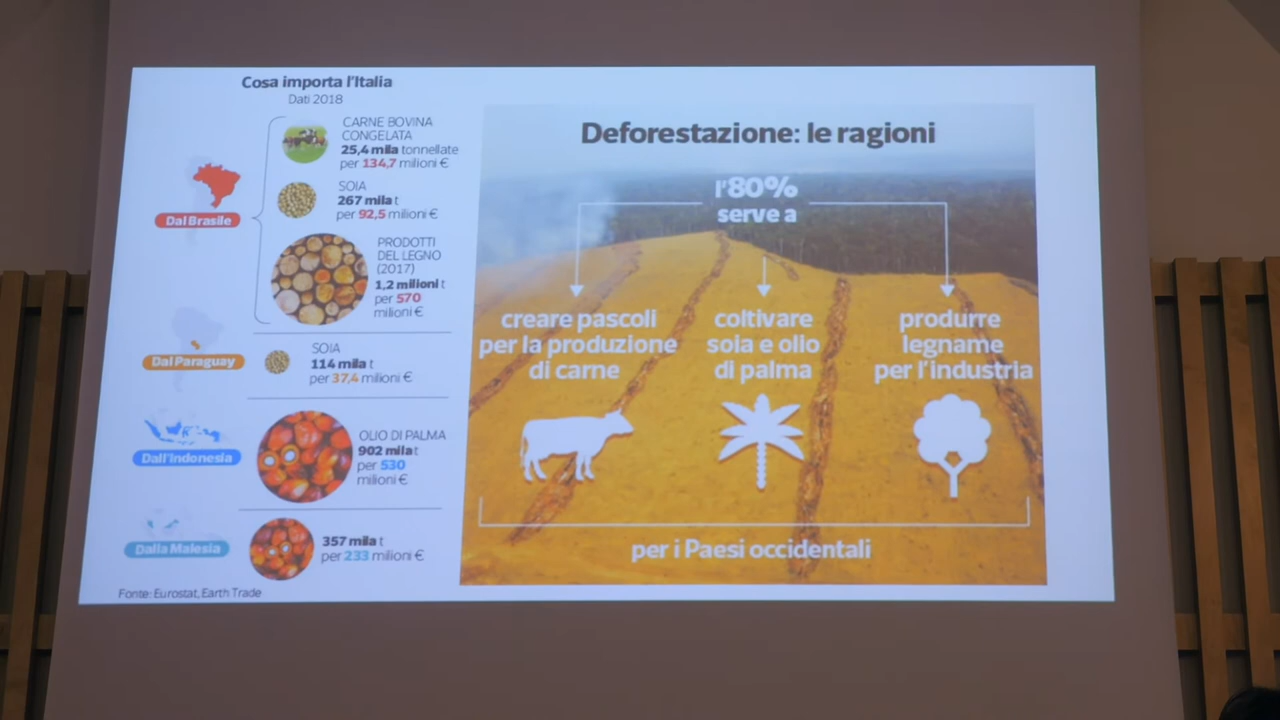 Cosa importa l'Italia
Dati 2018
CARNE BOVINA
CONGELATA
25,4 mila tonnellate
per 134,7 milioni €
SOIA
267 mila t
per 92,5 milioni €
Dal Brasile
PRODOTTI
DEL LEGNO
(2017)
1,2 milioni t
per 570
milioni €
Dal Paraguay
SOIA
114 mila t
per 37,4 milioni €
Dall'Indonesia
OLIO DI PALMA
902 mila t
per 530
milioni €
Dalla Malesia
357 mila t
per 233 milioni €
Fonte: Eurostat, Earth Trade
Deforestazione: le ragioni
l'80%
serve a
creare pascoli
per la produzione
di carne
coltivare
soia e olio
di palma
produrre
legname
per l'industria
per i Paesi occidentali